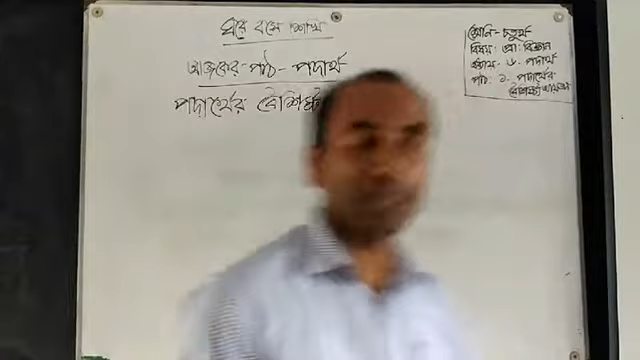 ঘরে বসে শিখি
আজকের পাঠ - পদার্থ
পদার্থের বৈশিষ্ট্য
শ্রেণি - চতুর্থ
বিষয় : প্রা: বিজ্ঞান
অধ্যায় - ৬ - পদার্থ
পাঠ : ১. পদার্থের
বৈশিষ্ট্য